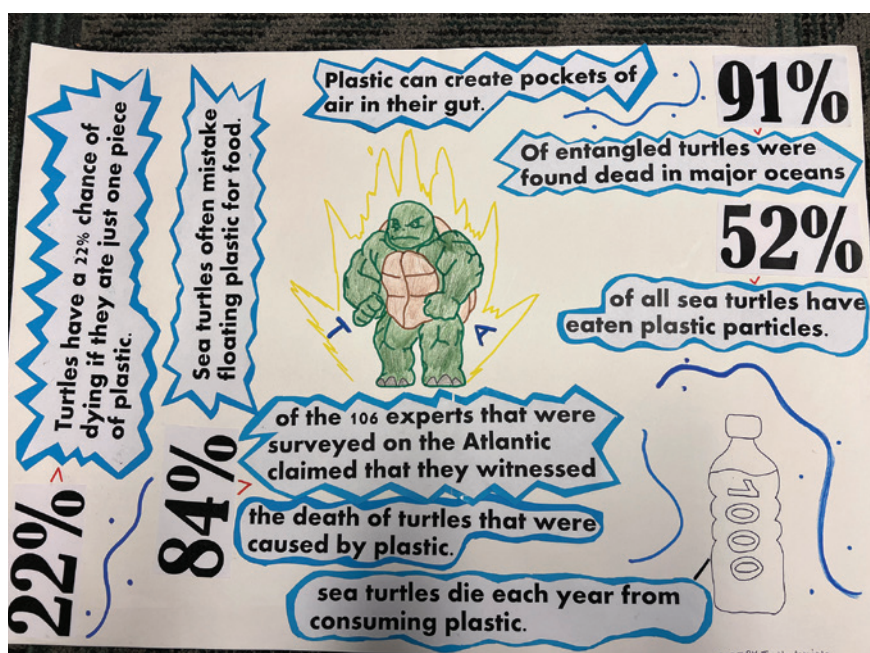 Plastic can create pockets of
air in their gut.
91%
Of entangled turtles were
found dead in major oceans
52%
of all sea turtles have
eaten plastic particles.
Turtles have a 22% chance of
dying if they ate just one piece
of plastic.
22%
Sea turtles often mistake
floating plastic for food.
T A
84%
of the 106 experts that were
surveyed on the Atlantic
claimed that they witnessed
the death of turtles that were
caused by plastic.
1000
sea turtles die each year from
consuming plastic.